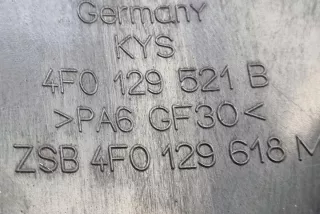 Germany
KYS
4F0 129 521 B
>PA6 GF30<
ZSB 4F0 129 618 M